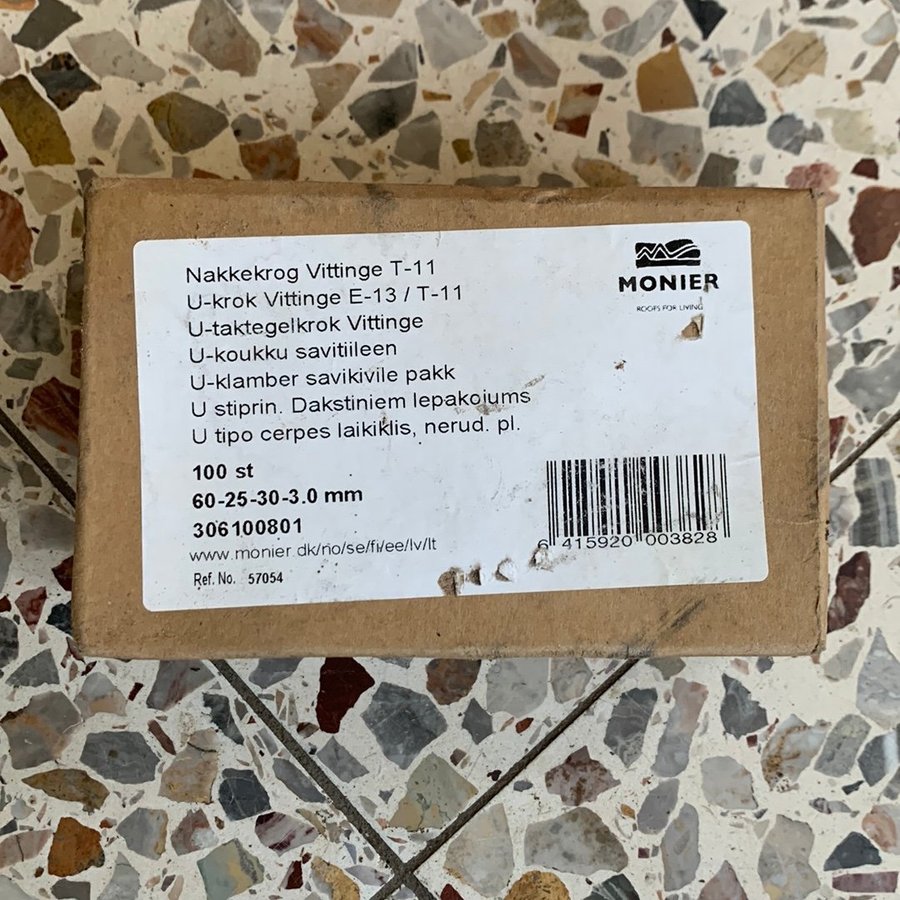 Nakkekrog Vittinge T-11
U-krok Vittinge E-13 / T-11
U-taktegelkrok Vittinge
U-koukku savitiileen
U-klamber savikivile pakk
U stiprin. Dakstiniem Iepakojums
U tipo cerpes laikiklis, nerud. pl.
100 st
60-25-30-3.0 mm
306100801
www.monier.dk/no/se/fi/ee/lv/lt
Ref. No. 57054
MONIER
ROOFS FOR LIVING
6 415920 003828